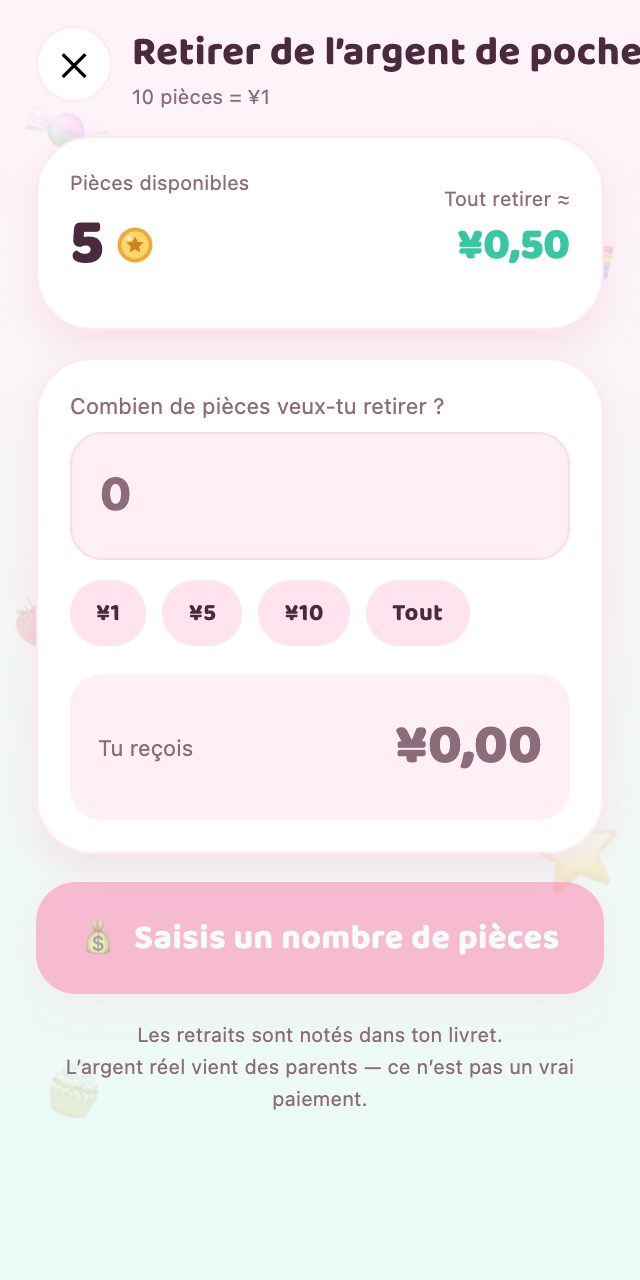 Retirer de l’argent de poche
10 pièces = ¥1
Pièces disponibles
5
Tout retirer ≈
¥0,50
Combien de pièces veux-tu retirer ?
0
¥1 ¥5 ¥10 Tout
Tu reçois ¥0,00
Saisis un nombre de pièces
Les retraits sont notés dans ton livret.
L’argent réel vient des parents — ce n’est pas un vrai
paiement.